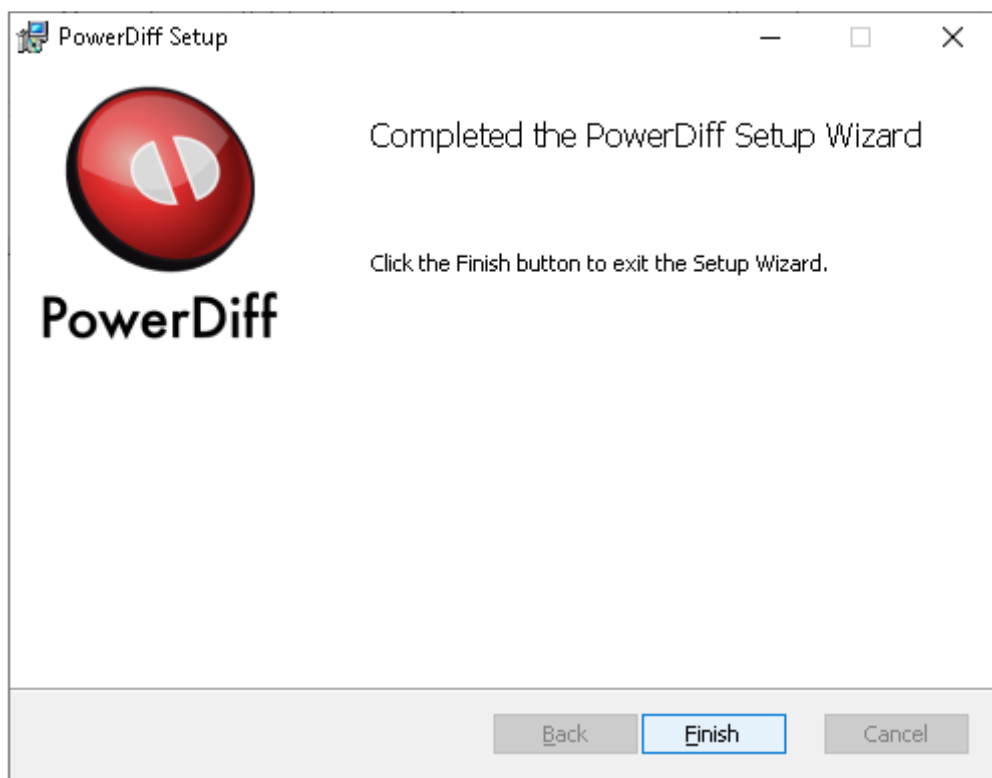 PowerDiff Setup
Completed the PowerDiff Setup Wizard
Click the Finish button to exit the Setup Wizard.
PowerDiff
Back
Finish
Cancel